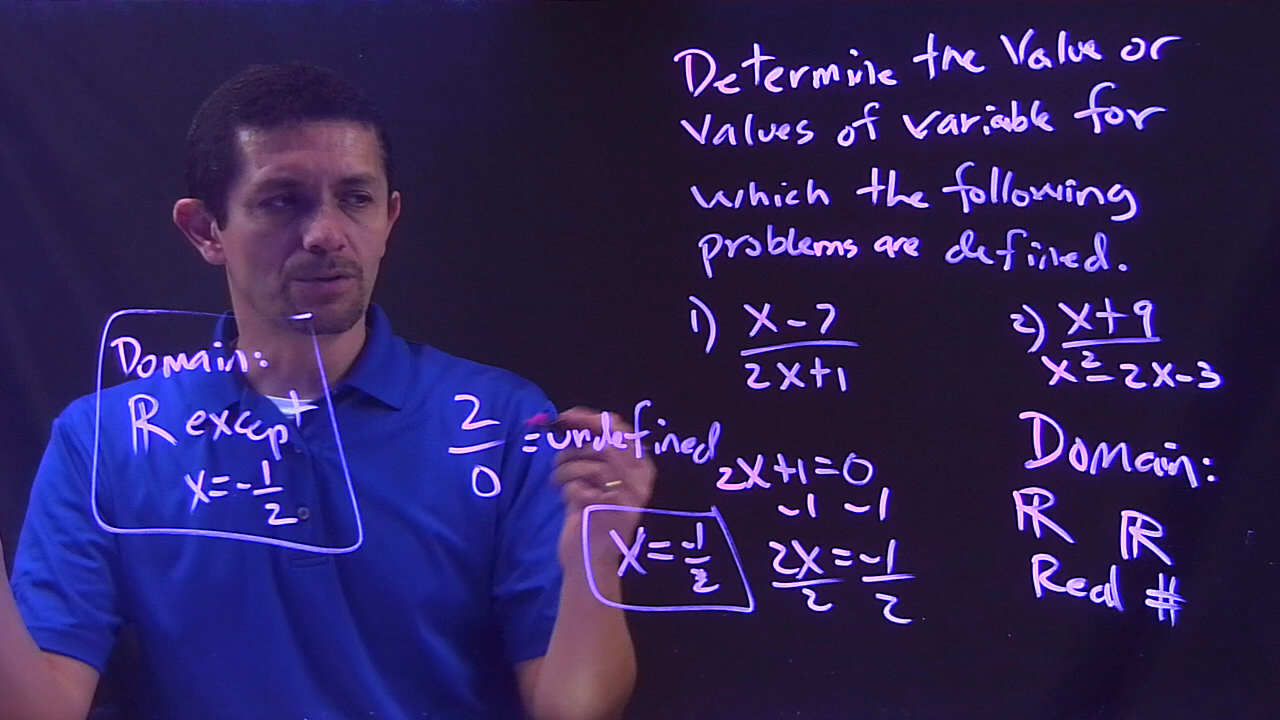 Determine the Value or
Values of variable for
which the following
problems are defined.
1) x-7
2x+1
2) x+9
x²-2x-3
Domain:
ℝ except
x=-1/2
2/0 =undefined
2x+1=0
-1 -1
2x/2=-1/2
x=-1/2
Domain:
ℝ ℝ
Real #